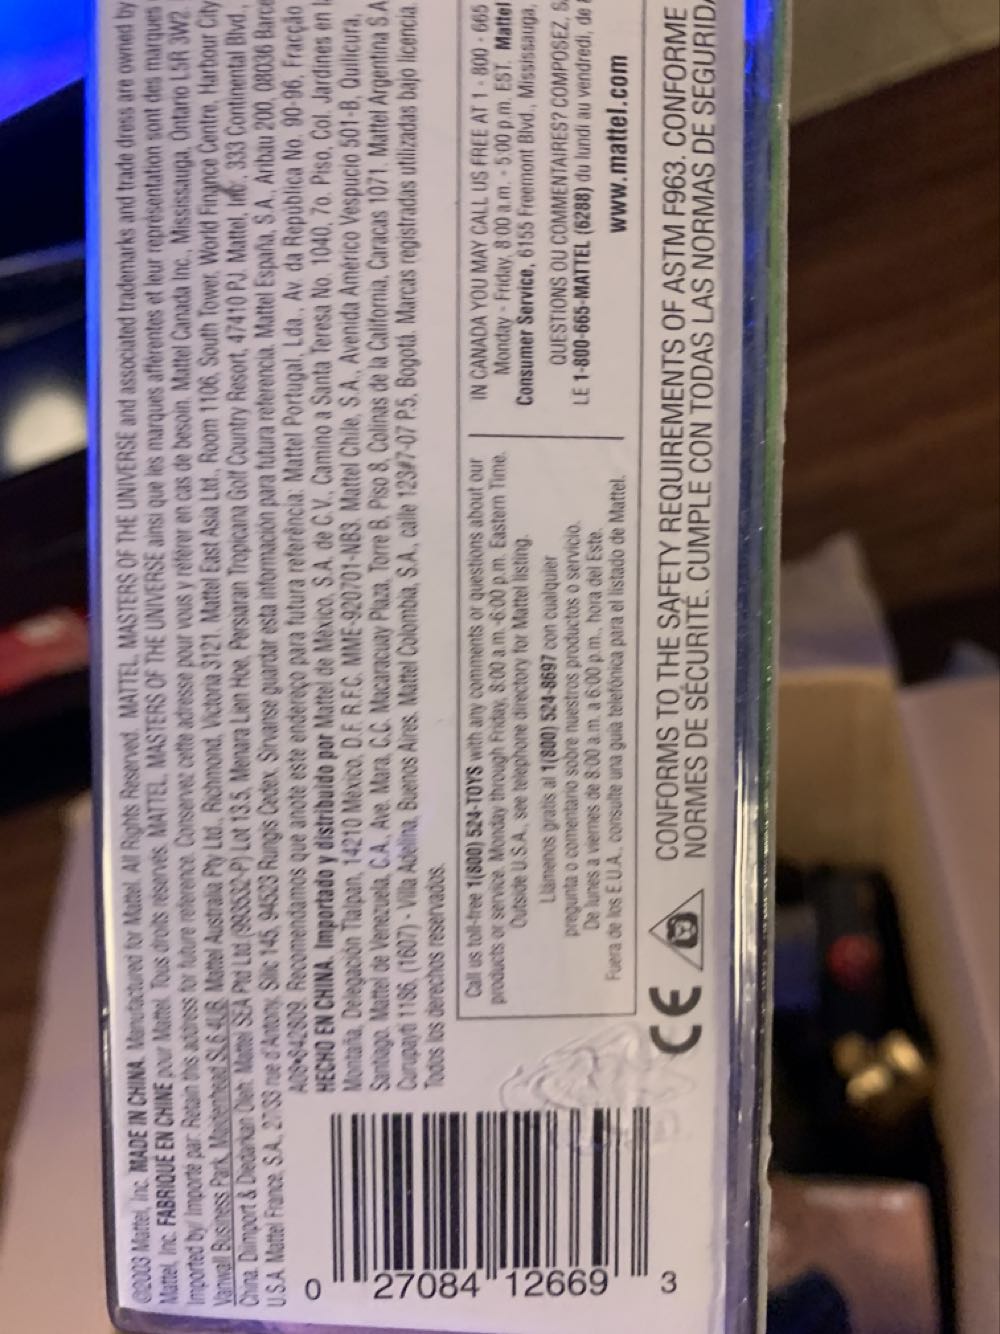 ©2003 Mattel, Inc. MADE IN CHINA. Manufactured for Mattel. All Rights Reserved. MATTEL, MASTERS OF THE UNIVERSE and associated trademarks and trade dress are owned by
Mattel, Inc. FABRIQUÉ EN CHINE pour Mattel. Tous droits réservés. MATTEL, MASTERS OF THE UNIVERSE ainsi que les marques afférentes et leur représentation sont des marques
Imported by/ Importé par: Retain this address for future reference. Conservez cette adresse pour vous y référer en cas de besoin. Mattel Canada Inc., Mississauga, Ontario L5R 3W2.
Vanwall Business Park, Maidenhead SL6 4UB. Mattel Australia Pty Ltd., Richmond, Victoria 3121. Mattel East Asia Ltd., Room 1106, South Tower, World Finance Centre, Harbour City
China. Diimport & Diedarkan Oleh: Mattel SEA Ptd Ltd.(993532-P) Lot 13.5, Menara Lien Hoe, Persiaran Tropicana Golf Country Resort, 47410 PJ. Mattel, Inc., 333 Continental Blvd.,
U.S.A. Mattel France, S.A., 27/33 rue d'Antony, Silic 145, 94523 Rungis Cedex. Sírvanse guardar esta información para futura referencia. Mattel España, S.A., Aribau 200, 08036 Barce
A08-842809. Recomendamos que anote este endereço para futura referência: Mattel Portugal, Lda., Av. da República No. 90-96, Fracção
HECHO EN CHINA. Importado y distribuido por Mattel de México, S.A. de C.V., Camino a Santa Teresa No. 1040, 7o. Piso, Col. Jardines en l
Montaña, Delegación Tlalpan, 14210 México, D.F. R.F.C. MME-920701-NB3. Mattel Chile, S.A., Avenida Américo Vespucio 501-B, Quilicura,
Santiago. Mattel de Venezuela, C.A., Ave. Mara, C.C. Macaracuay Plaza, Torre B, Piso 8, Colinas de la California, Caracas 1071. Mattel Argentina S.A
Curupaytí 1186, (1607) - Villa Adelina, Buenos Aires. Mattel Colombia, S.A., calle 123#7-07 P.5, Bogotá. Marcas registradas utilizadas bajo licencia.
Todos los derechos reservados.
Call us toll-free 1(800) 524-TOYS with any comments or questions about our
products or service. Monday through Friday, 8:00 a.m. -6:00 p.m. Eastern Time.
Outside U.S.A., see telephone directory for Mattel listing.
Llámenos gratis al 1(800) 524-8697 con cualquier
pregunta o comentario sobre nuestros productos o servicio.
De lunes a viernes de 8:00 a.m. a 6:00 p.m., hora del Este.
Fuera de los E.U.A., consulte una guía telefónica para el listado de Mattel.
IN CANADA YOU MAY CALL US FREE AT 1 - 800 - 665
Monday - Friday, 8:00 a.m. - 5:00 p.m. EST. Mattel
Consumer Service, 6155 Freemont Blvd., Mississauga,
QUESTIONS OU COMMENTAIRES? COMPOSEZ, S
LE 1-800-665-MATTEL (6288) du lundi au vendredi, de
www.mattel.com
CE CONFORMS TO THE SAFETY REQUIREMENTS OF ASTM F963. CONFORME
NORMES DE SÉCURITÉ. CUMPLE CON TODAS LAS NORMAS DE SEGURIDA
0 27084 12669 3